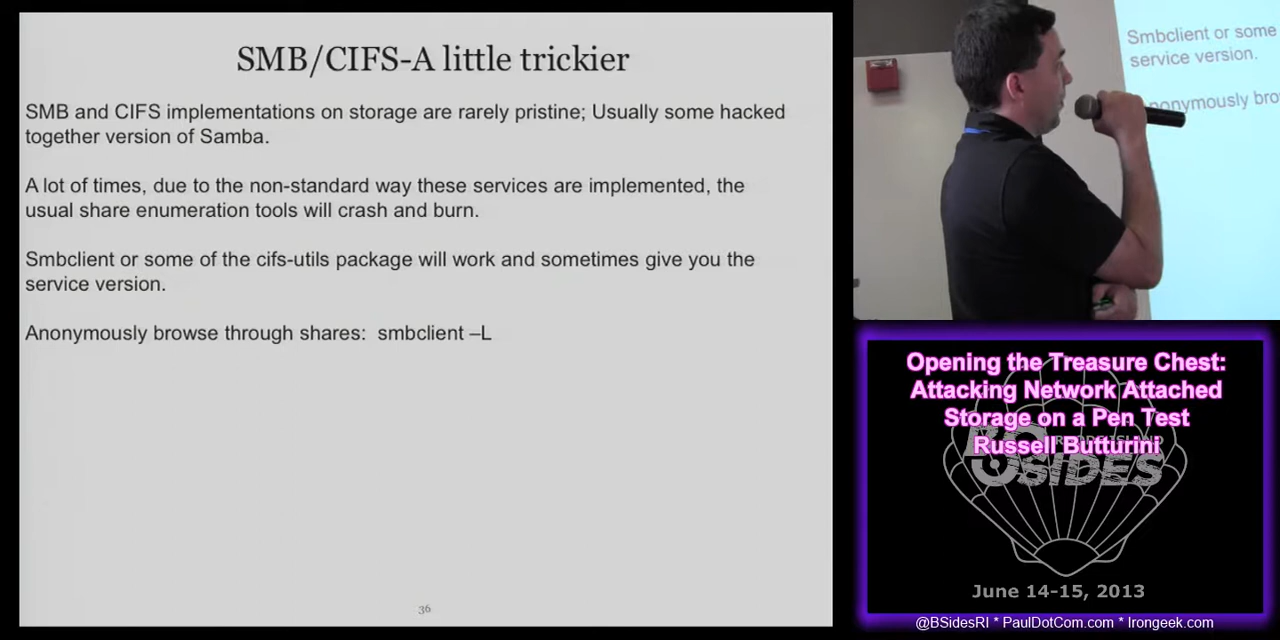 SMB/CIFS-A little trickier
SMB and CIFS implementations on storage are rarely pristine; Usually some hacked
together version of Samba.
A lot of times, due to the non-standard way these services are implemented, the
usual share enumeration tools will crash and burn.
Smbclient or some of the cifs-utils package will work and sometimes give you the
service version.
Anonymously browse through shares:  smbclient –L
36
Smbclient or some
service version.
nonymously bro
Opening the Treasure Chest:
Attacking Network Attached
Storage on a Pen Test
Russell Butturini
SIDES
June 14-15, 2013
@BSidesRI * PaulDotCom.com * Irongeek.com